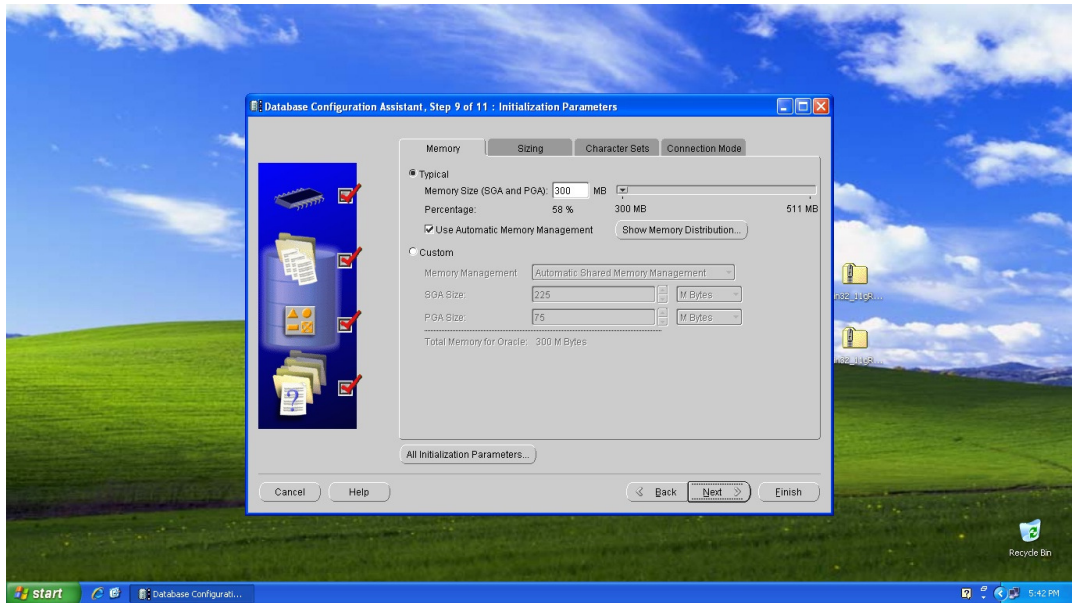 Database Configuration Assistant, Step 9 of 11 : Initialization Parameters
Memory Sizing Character Sets Connection Mode
Typical
Memory Size (SGA and PGA): 300 MB
Percentage: 58 % 300 MB 511 MB
Use Automatic Memory Management Show Memory Distribution...
Custom
Memory Management Automatic Shared Memory Management
SGA Size: 225 M Bytes
PGA Size: 75 M Bytes
Total Memory for Oracle: 300 M Bytes
?
All Initialization Parameters...
Cancel Help Back Next Finish
Recycle Bin
start Database Configurati... 5:42 PM